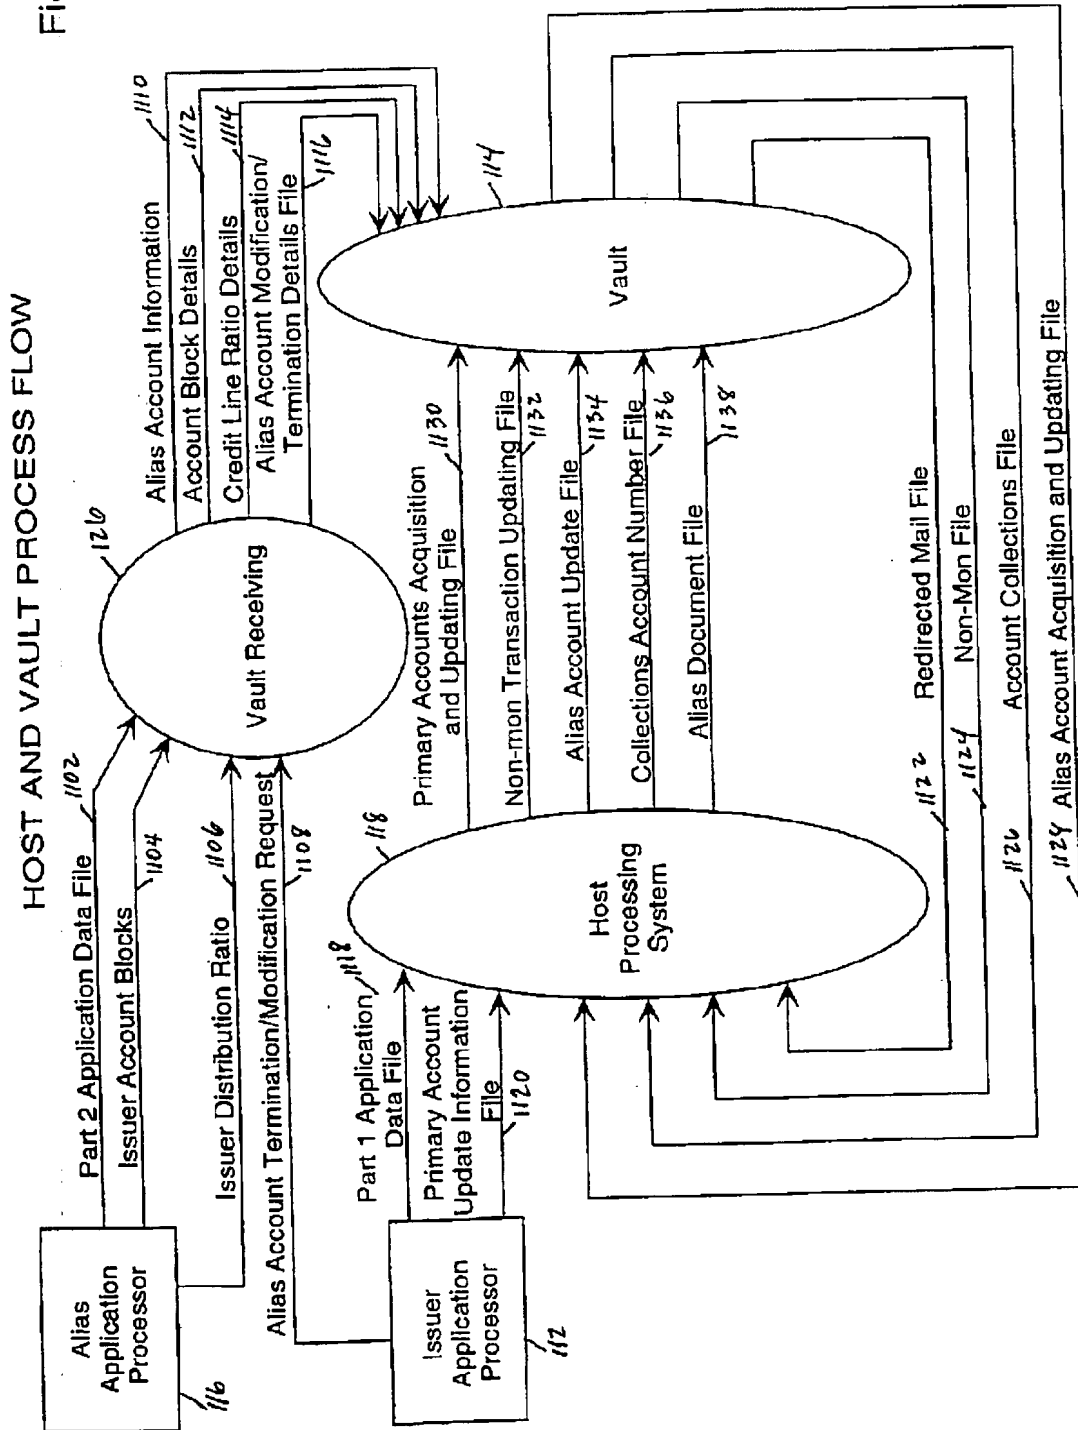 Fi
HOST AND VAULT PROCESS FLOW
Part 2 Application Data File
1102
Issuer Account Blocks
1104
Issuer Distribution Ratio
1106
Alias Account Termination/Modification Request
1108
Alias
Application
Processor
116
Vault Receiving
126
Alias Account Information
1110
Account Block Details
1112
Credit Line Ratio Details
1114
Alias Account Modification/
Termination Details File
1116
Issuer
Application
Processor
112
Part 1 Application
Data File
1118
Primary Account
Update Information
File
1120
Host
Processing
System
118
Primary Accounts Acquisition
and Updating File
1130
Non-mon Transaction Updating File
1132
Alias Account Update File
1134
Collections Account Number File
1136
Alias Document File
1138
Vault
114
1122
Redirected Mail File
1124
Non-Mon File
1126
Account Collections File
1129 Alias Account Acquisition and Updating File